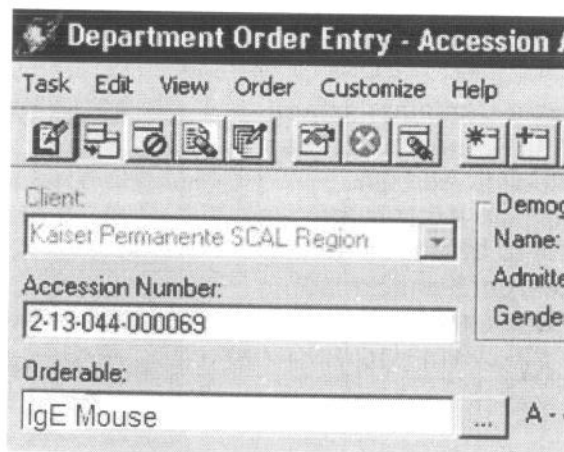 Department Order Entry - Accession A
Task Edit View Order Customize Help
Client:
Kaiser Permanente SCAL Region
Demog
Name:
Admitte
Gende
Accession Number:
2-13-044-000069
Orderable:
IgE Mouse
... A -